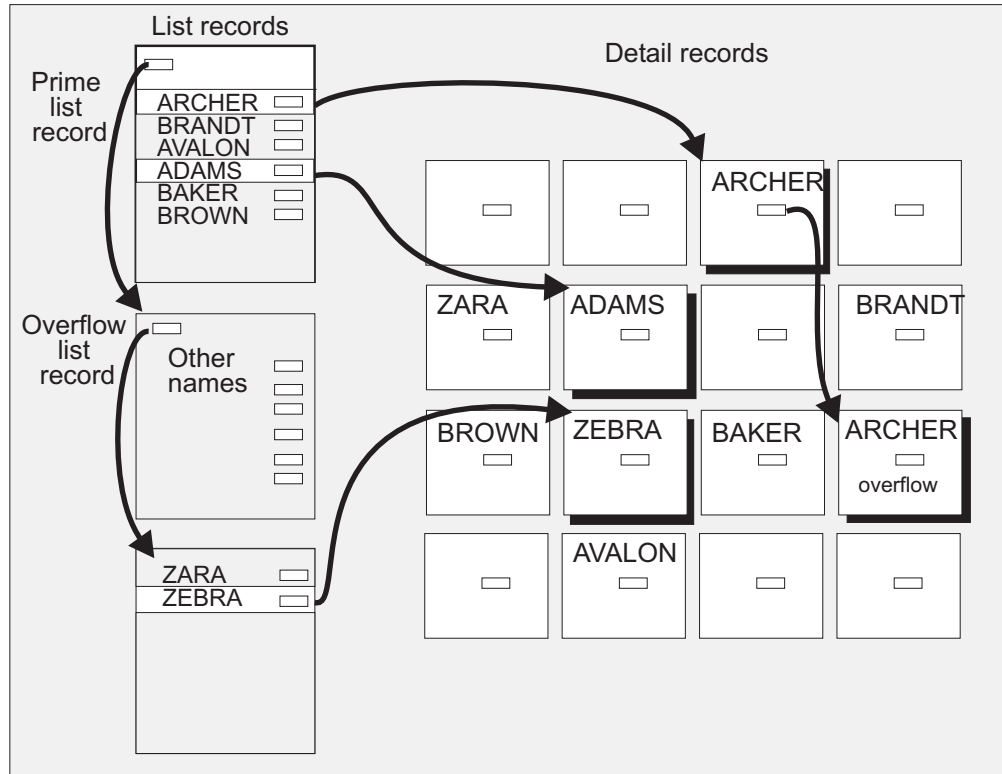 List records
Detail records
Prime
list
record
ARCHER
BRANDT
AVALON
ADAMS
BAKER
BROWN
Overflow
list
record
Other
names
ZARA
ZEBRA
ARCHER
ZARA
ADAMS
BRANDT
BROWN
ZEBRA
BAKER
ARCHER
overflow
AVALON